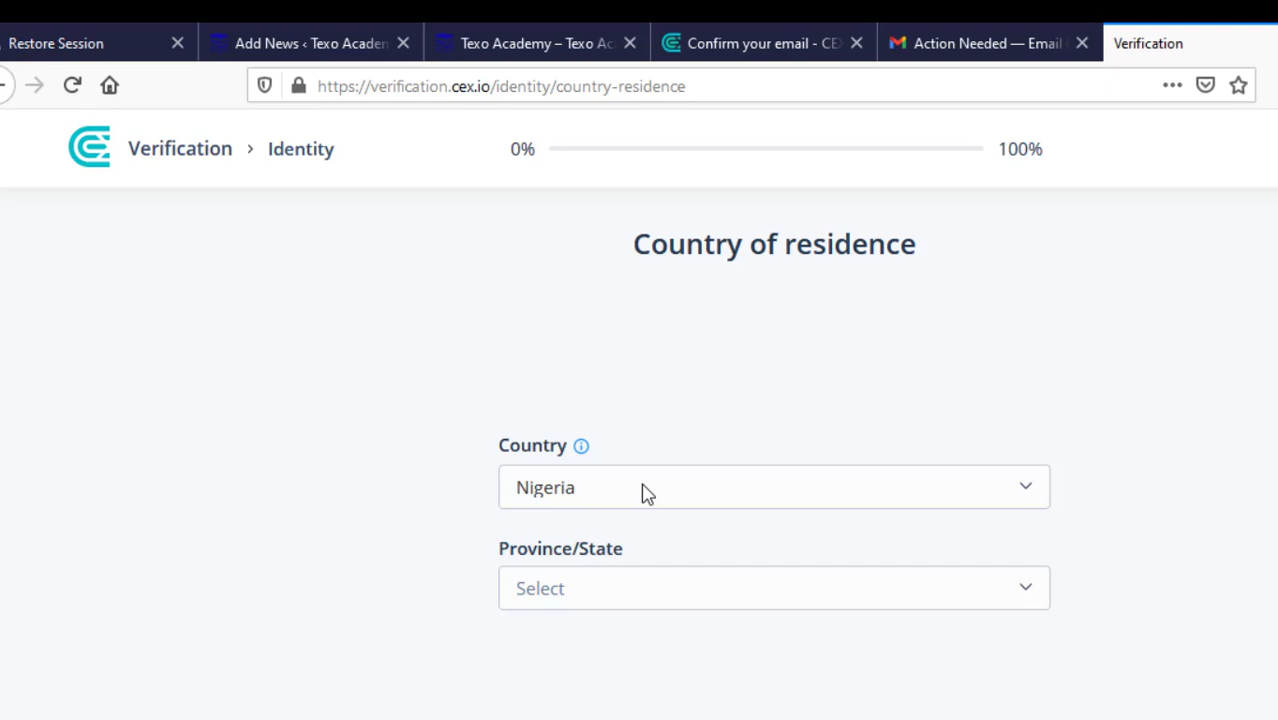 Restore Session
Add News ‹ Texo Academ
Texo Academy – Texo Ac
Confirm your email - CEX
Action Needed — Email
Verification
https://verification.cex.io/identity/country-residence
Verification › Identity
0%
100%
Country of residence
Country
Nigeria
Province/State
Select